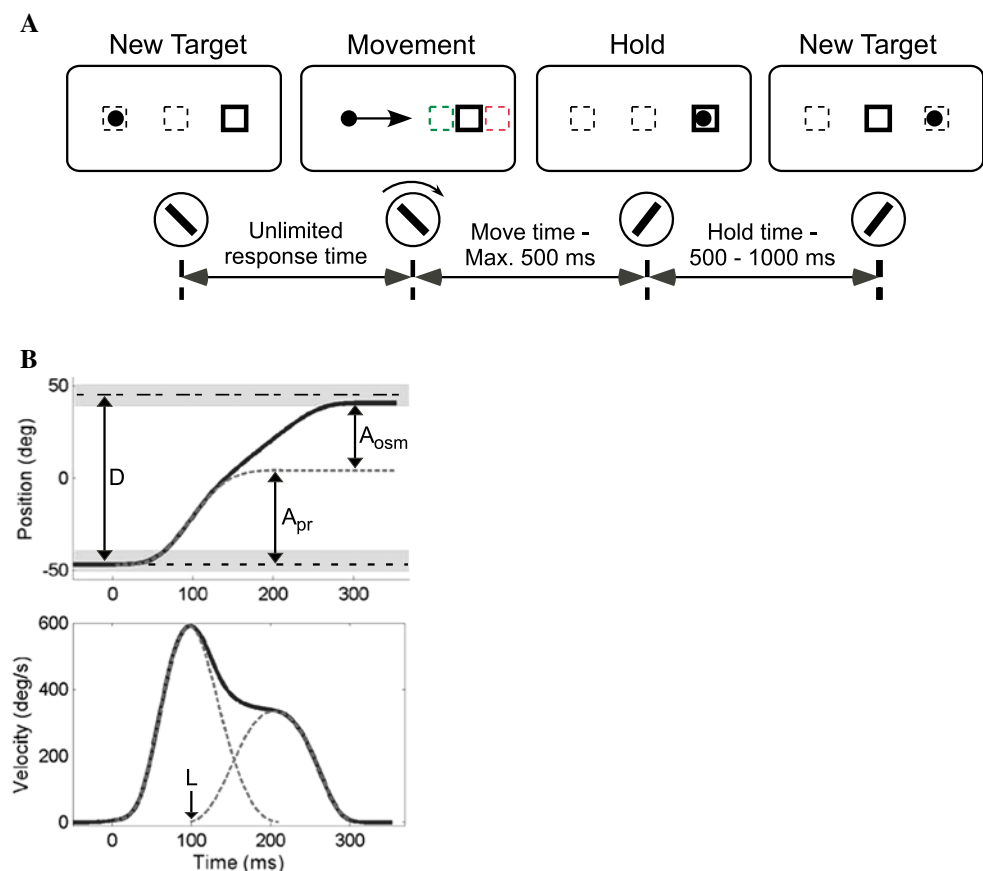 A
New Target Movement Hold New Target
Unlimited response time
Move time - Max. 500 ms
Hold time - 500 - 1000 ms
B
50
0
-50
Position (deg)
D
A_osm
A_pr
0 100 200 300
600
400
200
0
Velocity (deg/s)
L
0 100 200 300
Time (ms)